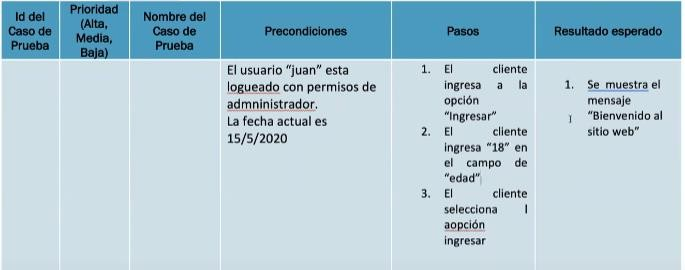 Id del
Caso de
Prueba
Prioridad
(Alta,
Media,
Baja)
Nombre del
Caso de
Prueba
Precondiciones
Pasos
Resultado esperado
El usuario “juan” esta
logueado con permisos de
admninistrador.
La fecha actual es
15/5/2020
1. El cliente
ingresa a la
opción
“Ingresar”
2. El cliente
ingresa “18” en
el campo de
“edad”
3. El cliente
selecciona l
aopción
ingresar
1. Se muestra el
mensaje
“Bienvenido al
sitio web”